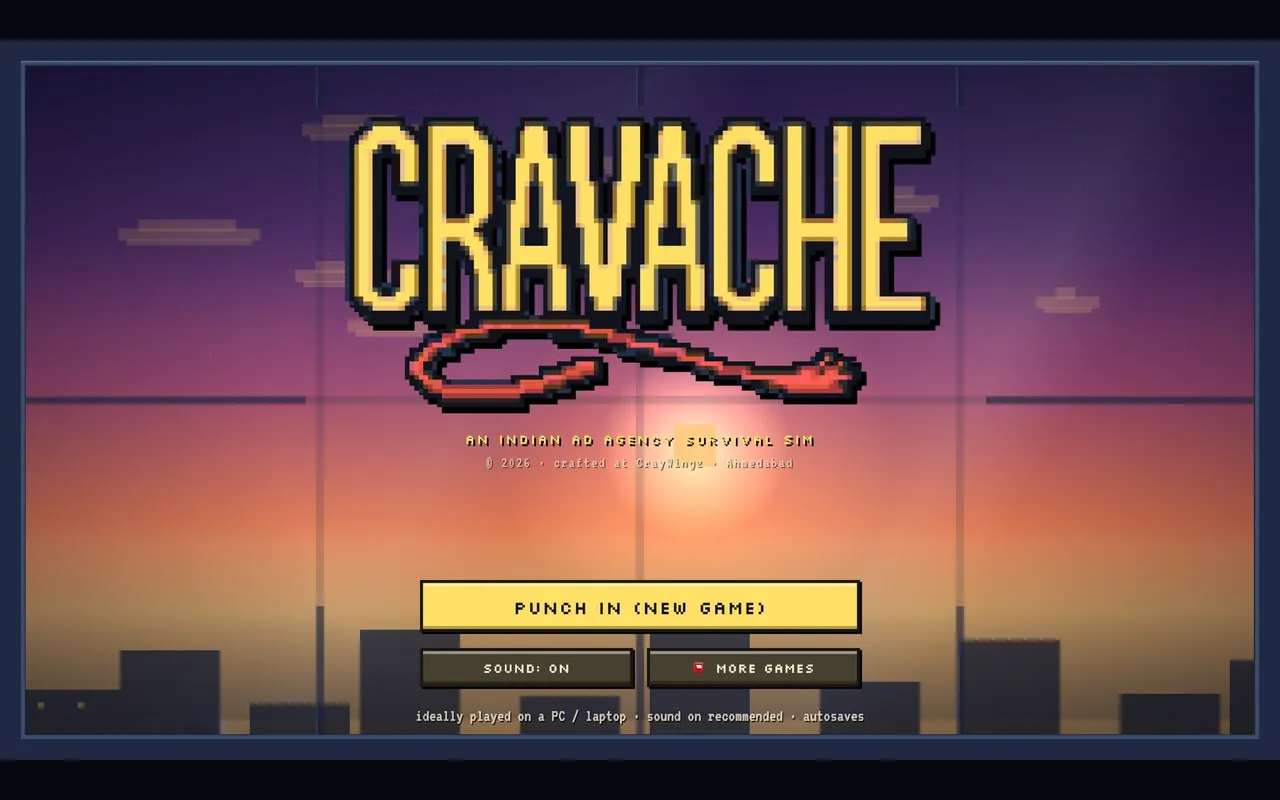 CRAVACHE
AN INDIAN AD AGENCY SURVIVAL SIM
© 2026 · crafted at CrayWingz · Ahmedabad
PUNCH IN (NEW GAME)
SOUND: ON
MORE GAMES
ideally played on a PC / laptop · sound on recommended · autosaves